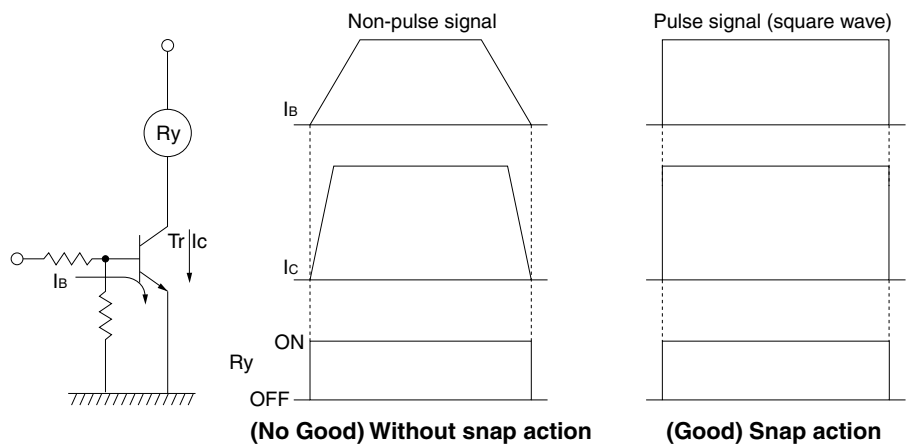 Non-pulse signal
Pulse signal (square wave)
IB
Ry
Tr Ic
IB
IC
ON
Ry
OFF
(No Good) Without snap action
(Good) Snap action